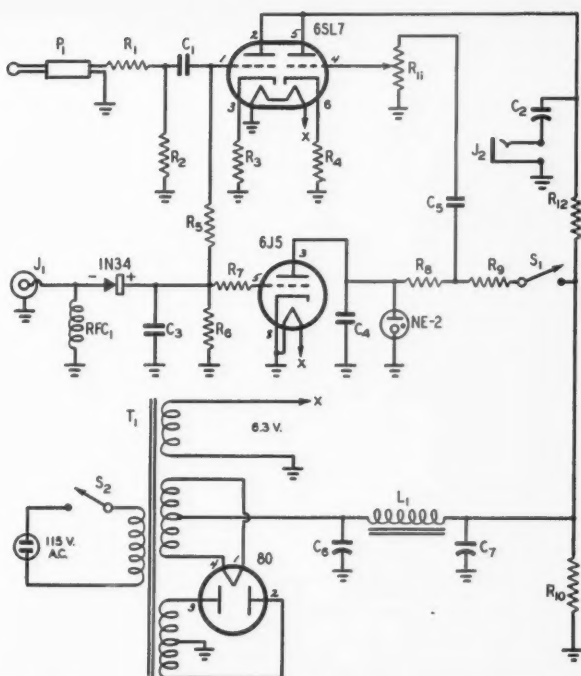 6SL7
P1
R1
C1
2
5
1
4
3
6
X
R11
R2
R3
R4
C2
J2
R5
C5
R12
6J5
3
J1
1N34
- +
R7
5
R8
R9
S1
RFC1
C3
R6
8
X
C4
NE-2
T1
X
6.3 V.
S2
L1
115 V.
A.C.
4
1
80
C6
C7
3
2
R10